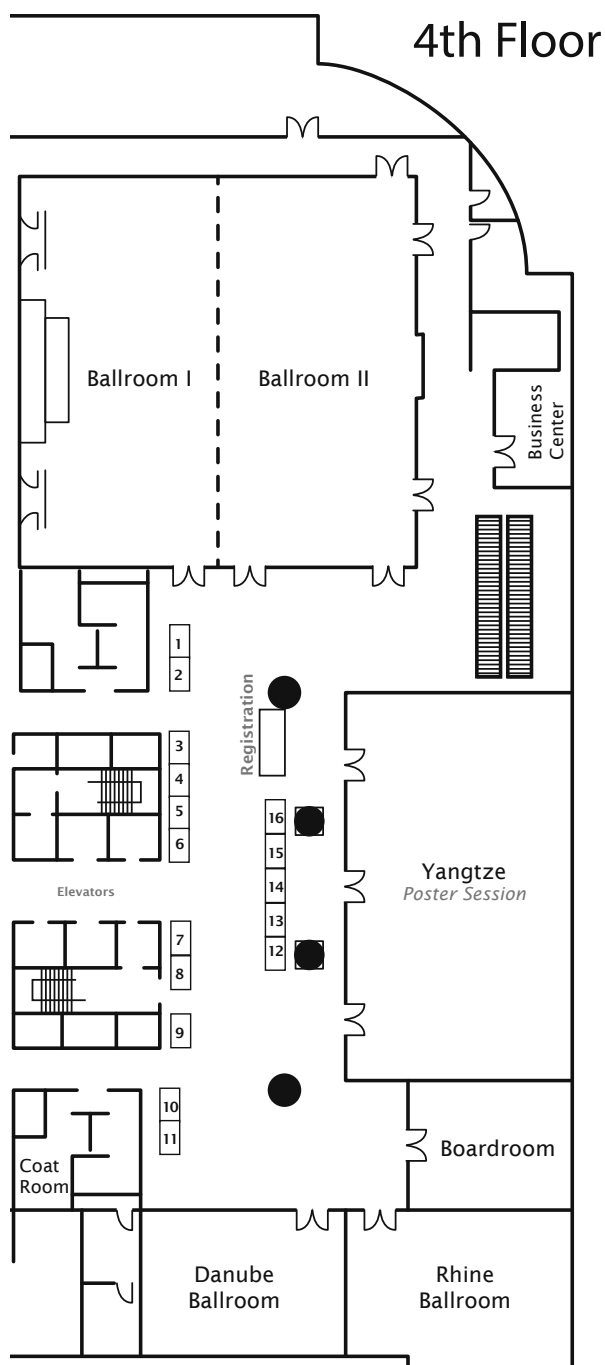 4th Floor
Ballroom I
Ballroom II
Business
Center
1
2
Registration
3
4
5
6
16
15
14
13
12
Yangtze
Poster Session
Elevators
7
8
9
10
11
Coat
Room
Boardroom
Danube
Ballroom
Rhine
Ballroom